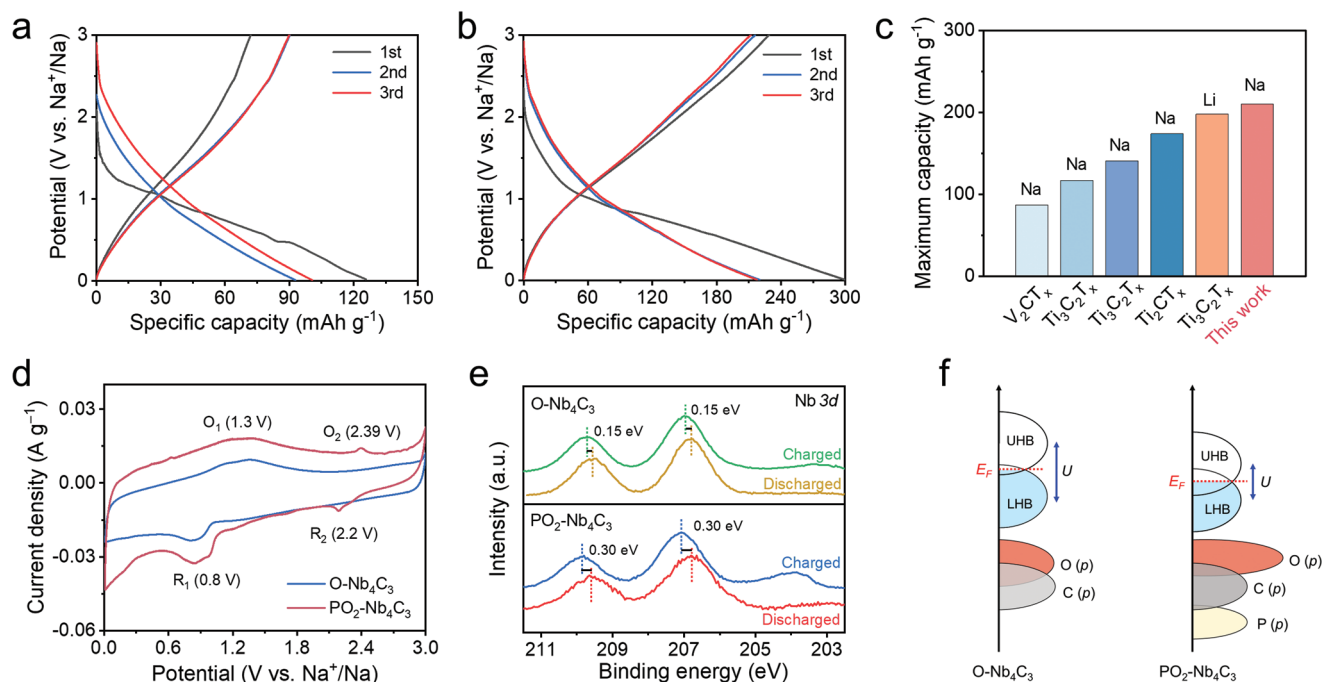 a
3
2
1
0
Potential (V vs. Na⁺/Na)
1st
2nd
3rd
0 30 60 90 120 150
Specific capacity (mAh g⁻¹)
b
3
2
1
0
Potential (V vs. Na⁺/Na)
1st
2nd
3rd
0 60 120 180 240 300
Specific capacity (mAh g⁻¹)
c
300
200
100
0
Maximum capacity (mAh g⁻¹)
Na
Na
Na
Na
Li
Na
V₂CTₓ
Ti₃C₂Tₓ
Ti₃C₂Tₓ
Ti₂CTₓ
Ti₃C₂Tₓ
This work
d
0.03
0.00
-0.03
-0.06
Current density (A g⁻¹)
O₁ (1.3 V)
O₂ (2.39 V)
R₂ (2.2 V)
R₁ (0.8 V)
O-Nb₄C₃
PO₂-Nb₄C₃
0.0 0.6 1.2 1.8 2.4 3.0
Potential (V vs. Na⁺/Na)
e
Intensity (a.u.)
O-Nb₄C₃
Nb 3d
0.15 eV
0.15 eV
Charged
Discharged
PO₂-Nb₄C₃
0.30 eV
0.30 eV
Charged
Discharged
211 209 207 205 203
Binding energy (eV)
f
UHB
E_F
U
LHB
O (p)
C (p)
O-Nb₄C₃
UHB
E_F
U
LHB
O (p)
C (p)
P (p)
PO₂-Nb₄C₃